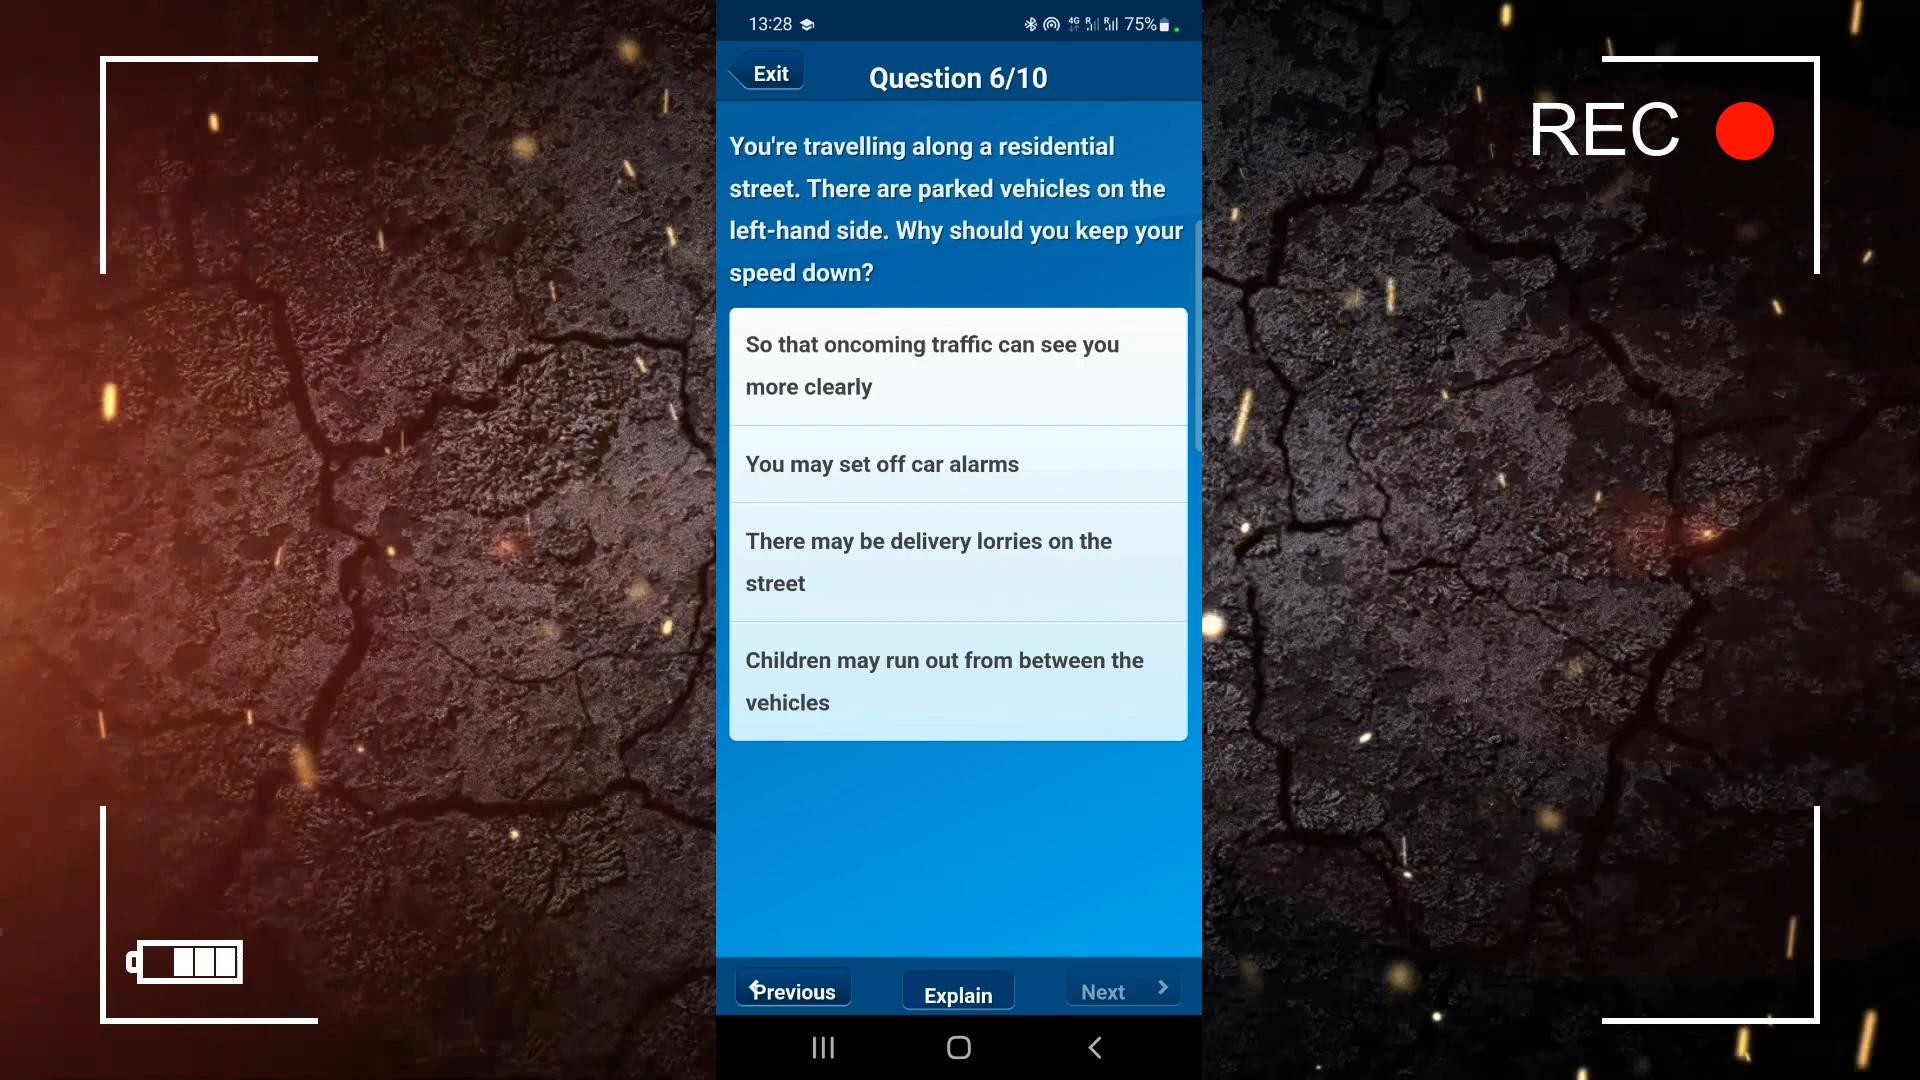 13:28
4G R R 75%
REC
Exit
Question 6/10
You're travelling along a residential
street. There are parked vehicles on the
left-hand side. Why should you keep your
speed down?
So that oncoming traffic can see you
more clearly
You may set off car alarms
There may be delivery lorries on the
street
Children may run out from between the
vehicles
Previous
Explain
Next